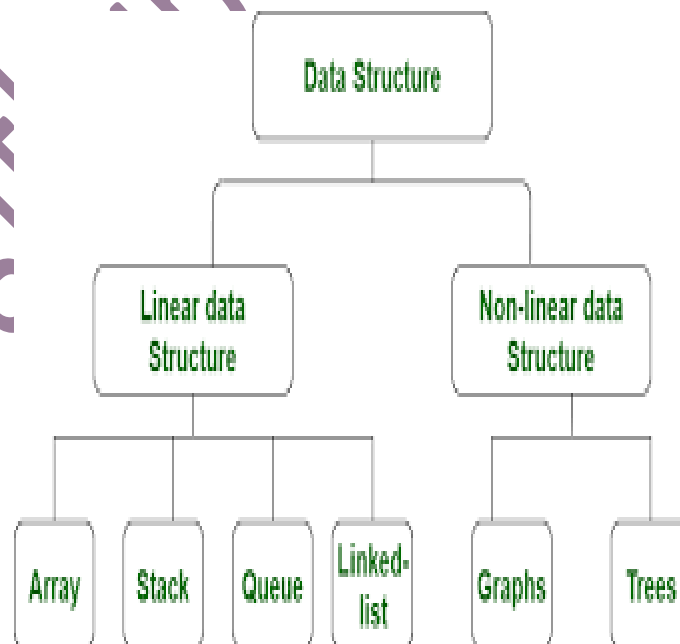 Data Structure
Linear data
Structure
Non-linear data
Structure
Array
Stack
Queue
Linked-
list
Graphs
Trees